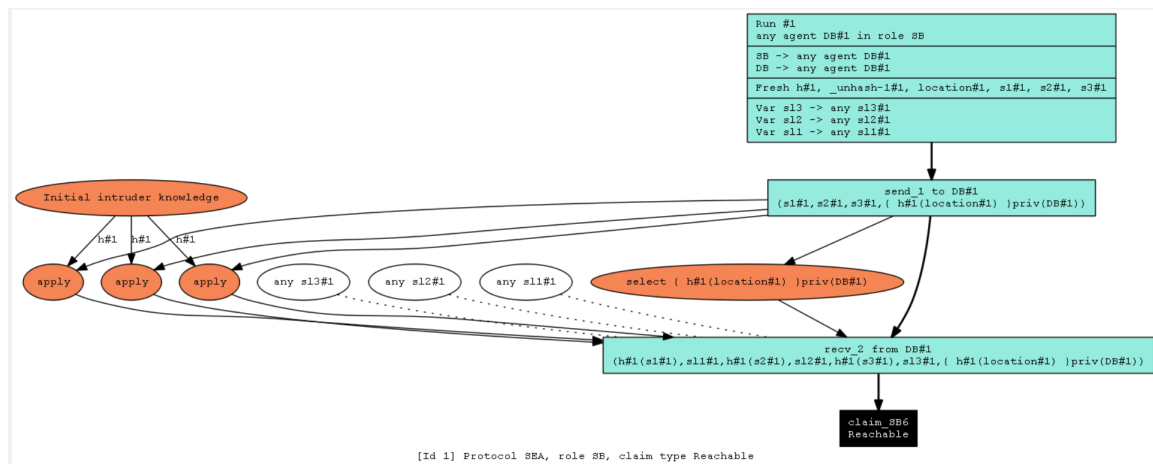 Run #1
any agent DB#1 in role SB
SB -> any agent DB#1
DB -> any agent DB#1
Fresh h#1, _unhash-1#1, location#1, s1#1, s2#1, s3#1
Var sl3 -> any sl3#1
Var sl2 -> any sl2#1
Var sl1 -> any sl1#1
Initial intruder knowledge
send_1 to DB#1
(s1#1,s2#1,s3#1,{ h#1(location#1) }priv(DB#1))
h#1 h#1 h#1
apply apply apply any sl3#1 any sl2#1 any sl1#1 select { h#1(location#1) }priv(DB#1)
recv_2 from DB#1
(h#1(s1#1),sl1#1,h#1(s2#1),sl2#1,h#1(s3#1),sl3#1,{ h#1(location#1) }priv(DB#1))
claim_SB6
Reachable
[Id 1] Protocol SEA, role SB, claim type Reachable